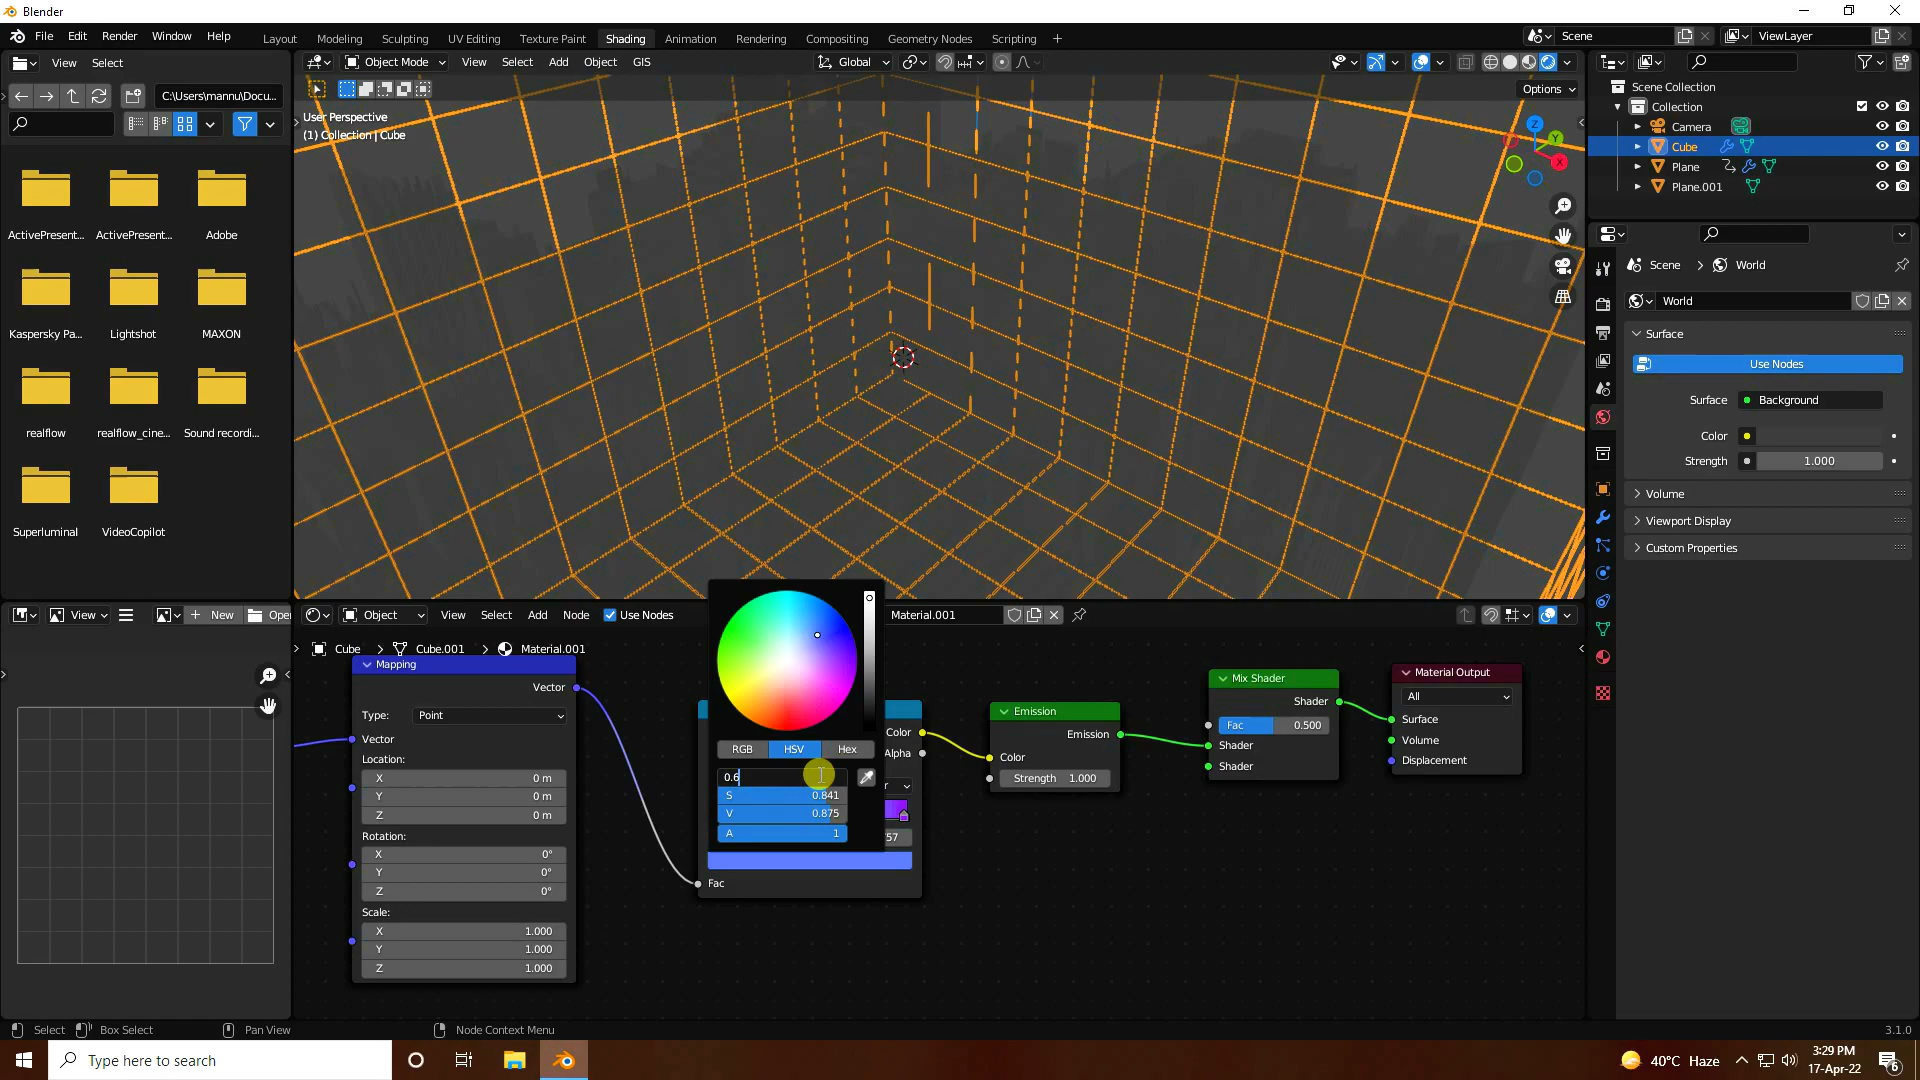 Blender
File Edit Render Window Help
Layout Modeling Sculpting UV Editing Texture Paint Shading Animation Rendering Compositing Geometry Nodes Scripting +
Scene
ViewLayer
View Select
Object Mode View Select Add Object GIS
Global
C:\Users\mannu\Docu...
Options
User Perspective
(1) Collection | Cube
Z
Y
X
Scene Collection
Collection
Camera
Cube
Plane
Plane.001
ActivePresent... ActivePresent... Adobe
Kaspersky Pa... Lightshot MAXON
realflow realflow_cine... Sound recordi...
Superluminal VideoCopilot
Scene > World
World
Surface
Use Nodes
Surface Background
Color
Strength 1.000
Volume
Viewport Display
Custom Properties
View + New Ope
Object View Select Add Node Use Nodes
Material.001
Cube > Cube.001 > Material.001
Mapping
Vector
Type: Point
Vector
Location:
X 0 m
Y 0 m
Z 0 m
Rotation:
X 0°
Y 0°
Z 0°
Scale:
X 1.000
Y 1.000
Z 1.000
RGB HSV Hex
0.6
S 0.841
V 0.875
A 1
Color
Alpha
r
57
Fac
Emission
Emission
Color
Strength 1.000
Mix Shader
Shader
Fac 0.500
Shader
Shader
Material Output
All
Surface
Volume
Displacement
Select Box Select Pan View Node Context Menu
3.1.0
Type here to search
40°C Haze
3:29 PM
17-Apr-22
6